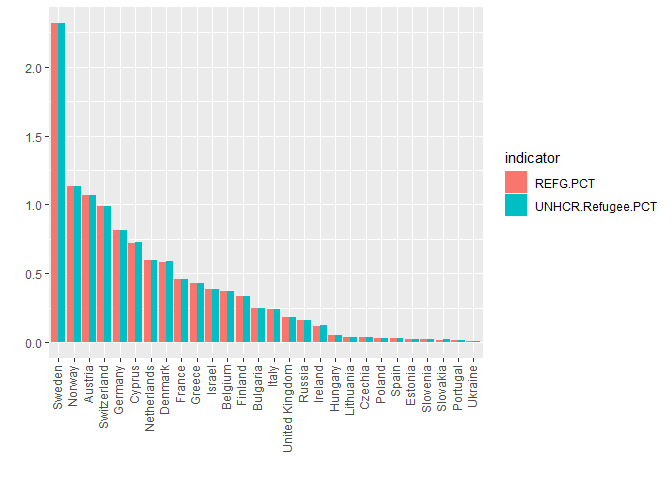 2.0
1.5
1.0
0.5
0.0
Sweden
Norway
Austria
Switzerland
Germany
Cyprus
Netherlands
Denmark
France
Greece
Israel
Belgium
Finland
Bulgaria
Italy
United Kingdom
Russia
Ireland
Hungary
Lithuania
Czechia
Poland
Spain
Estonia
Slovenia
Slovakia
Portugal
Ukraine
indicator
REFG.PCT
UNHCR.Refugee.PCT